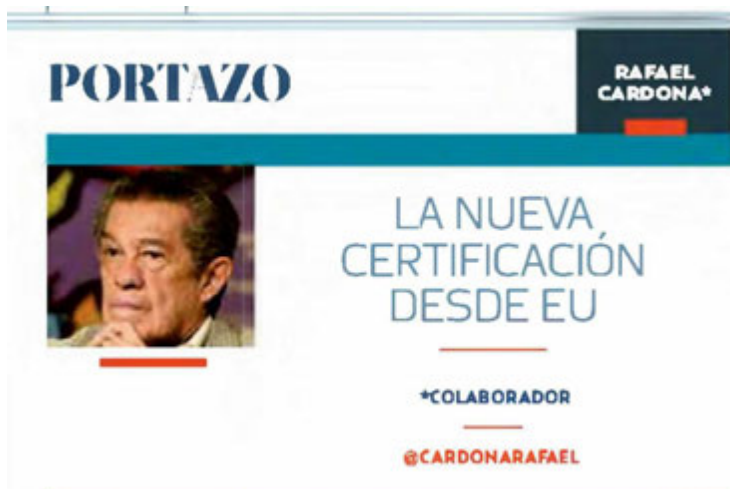 PORTAZO
RAFAEL
CARDONA*
LA NUEVA
CERTIFICACIÓN
DESDE EU
*COLABORADOR
@CARDONARAFAEL